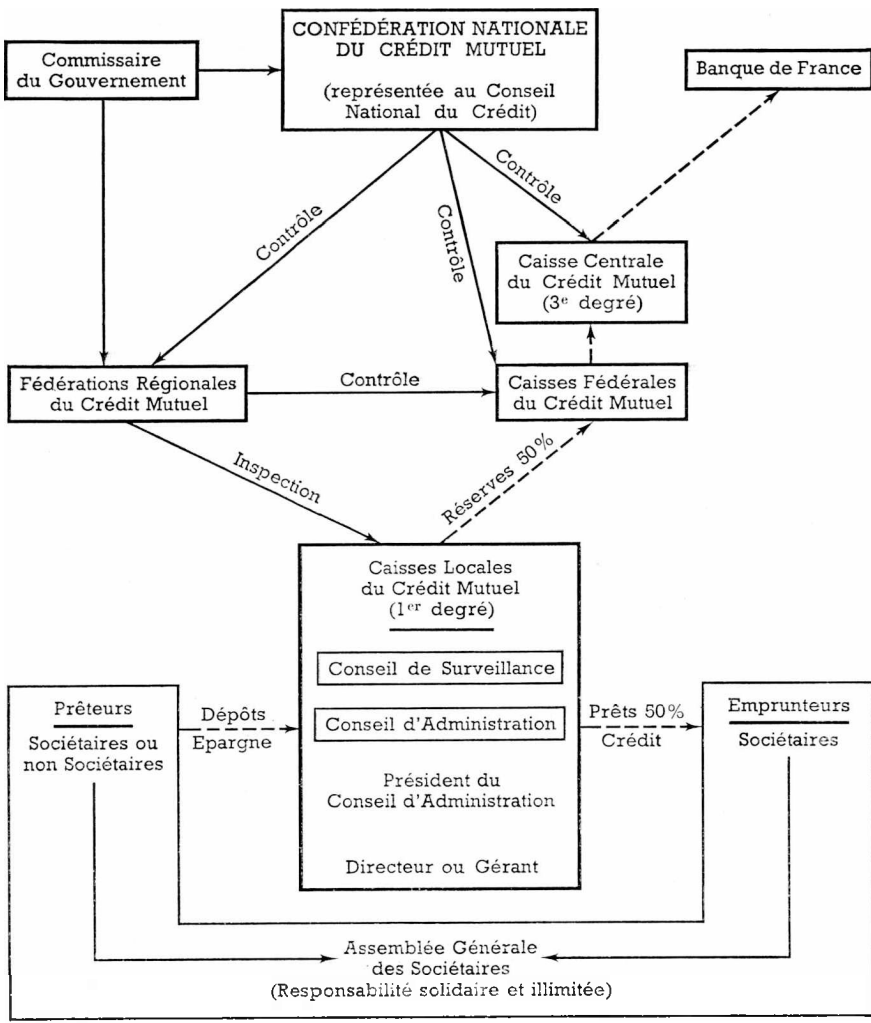 CONFÉDÉRATION NATIONALE
DU CRÉDIT MUTUEL
(représentée au Conseil
National du Crédit)
Commissaire
du Gouvernement
Banque de France
Contrôle
Contrôle
Contrôle
Caisse Centrale
du Crédit Mutuel
(3e degré)
Fédérations Régionales
du Crédit Mutuel
Contrôle
Caisses Fédérales
du Crédit Mutuel
Inspection
Réserves 50%
Caisses Locales
du Crédit Mutuel
(1er degré)
Conseil de Surveillance
Conseil d'Administration
Président du
Conseil d'Administration
Directeur ou Gérant
Prêteurs
Sociétaires ou
non Sociétaires
Dépôts
Epargne
Prêts 50%
Crédit
Emprunteurs
Sociétaires
Assemblée Générale
des Sociétaires
(Responsabilité solidaire et illimitée)